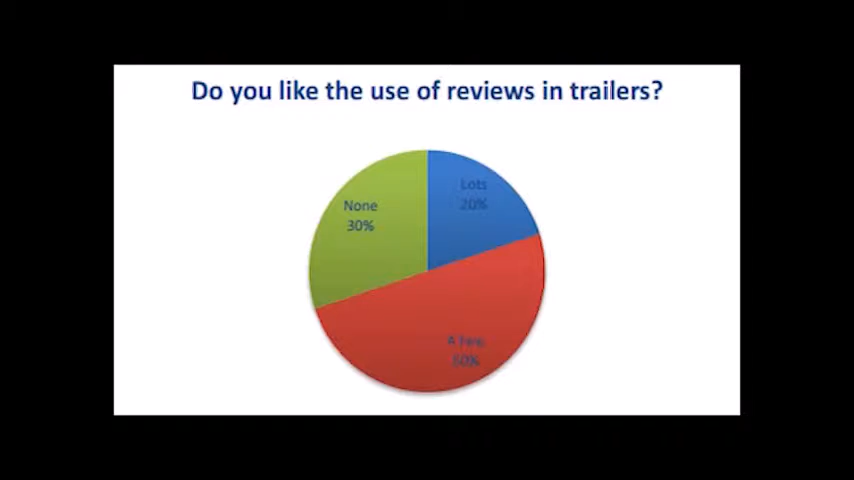 Do you like the use of reviews in trailers?
Lots
20%
None
30%
A few
50%